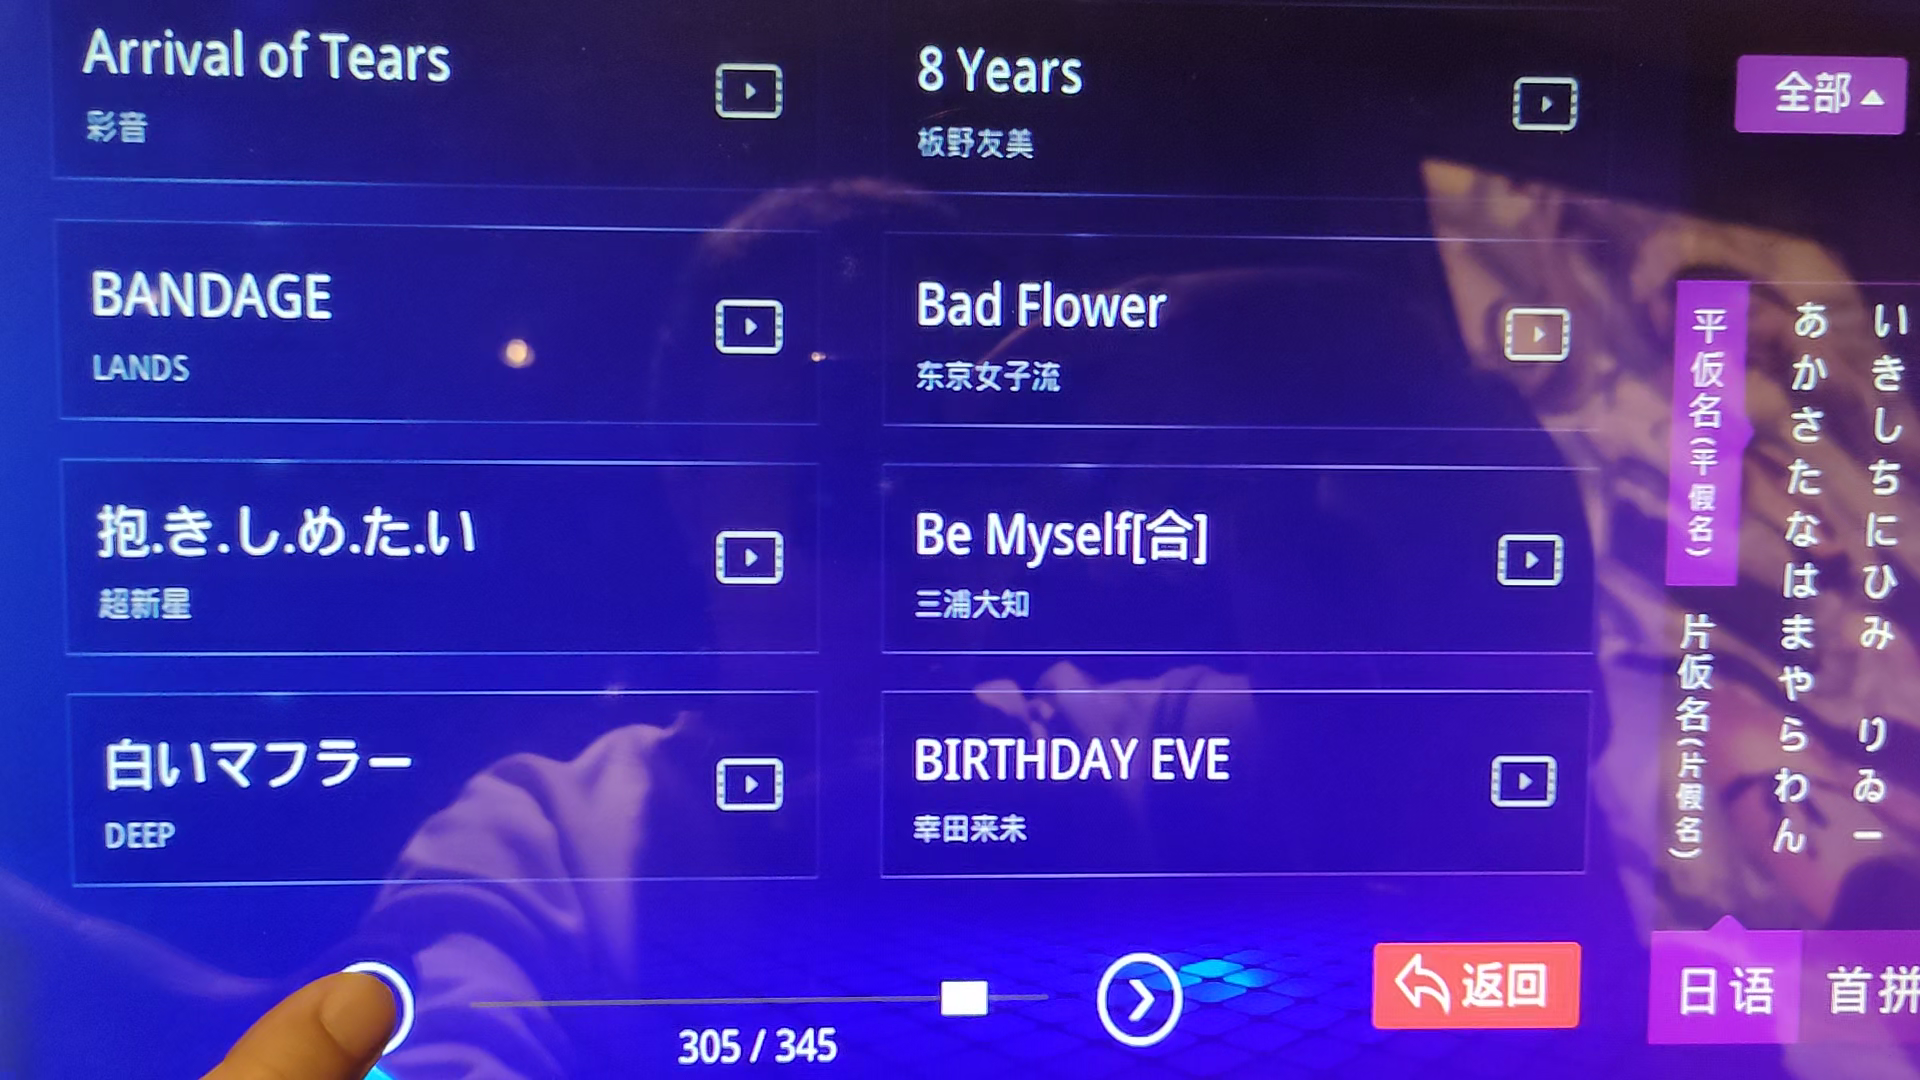 Arrival of Tears
彩音
8 Years
板野友美
BANDAGE
LANDS
Bad Flower
东京女子流
抱.き.し.め.た.い
超新星
Be Myself[合]
三浦大知
白いマフラー
DEEP
BIRTHDAY EVE
幸田来未
305 / 345
返回
全部
平仮名(平假名)
片仮名(片假名)
あかさたなはまやらわん
いきしちにひみ りゐー
日语
首拼